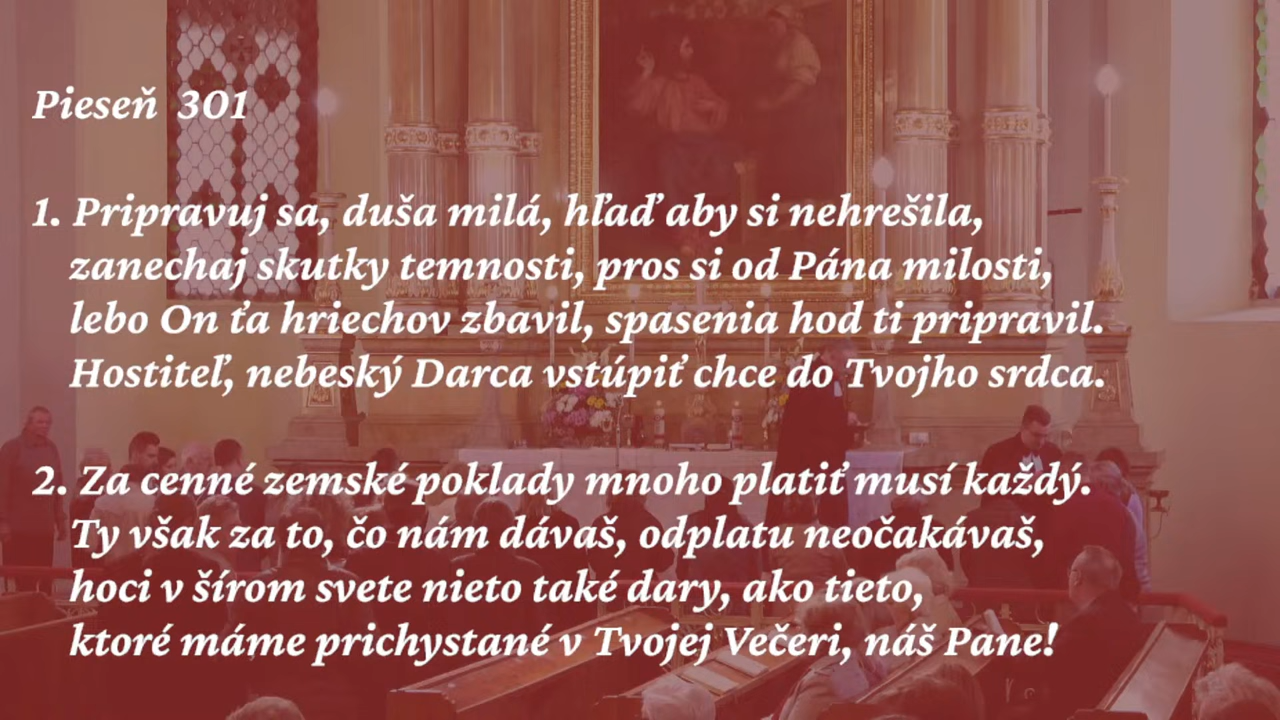 Pieseň 301
1. Pripravuj sa, duša milá, hľaď aby si nehrešila,
zanechaj skutky temnosti, pros si od Pána milosti,
lebo On ťa hriechov zbavil, spasenia hod ti pripravil.
Hostiteľ, nebeský Darca vstúpiť chce do Tvojho srdca.
2. Za cenné zemské poklady mnoho platiť musí každý.
Ty však za to, čo nám dávaš, odplatu neočakávaš,
hoci v šírom svete nieto také dary, ako tieto,
ktoré máme prichystané v Tvojej Večeri, náš Pane!